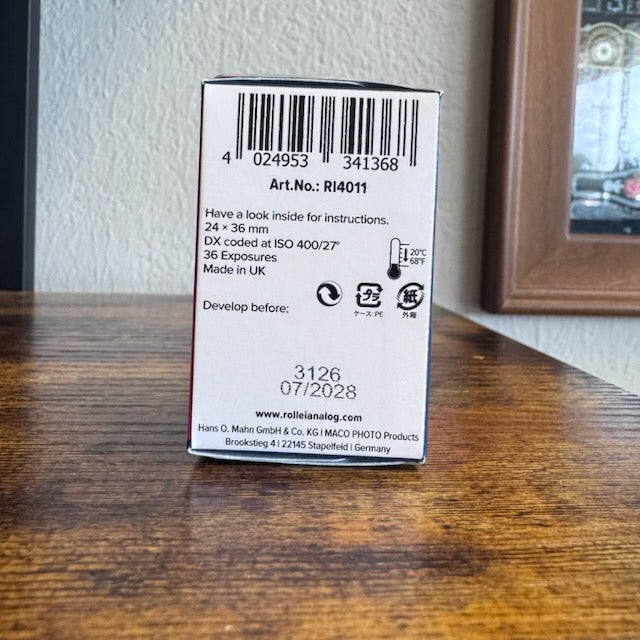 4 024953 341368
Art.No.: RI4011
Have a look inside for instructions.
24 × 36 mm
DX coded at ISO 400/27°
36 Exposures
Made in UK
20°C
68°F
プラ
紙
ケース:PE
外箱
Develop before:
3126
07/2028
www.rolleianalog.com
Hans O. Mahn GmbH & Co. KG | MACO PHOTO Products
Brookstieg 4 | 22145 Stapelfeld | Germany